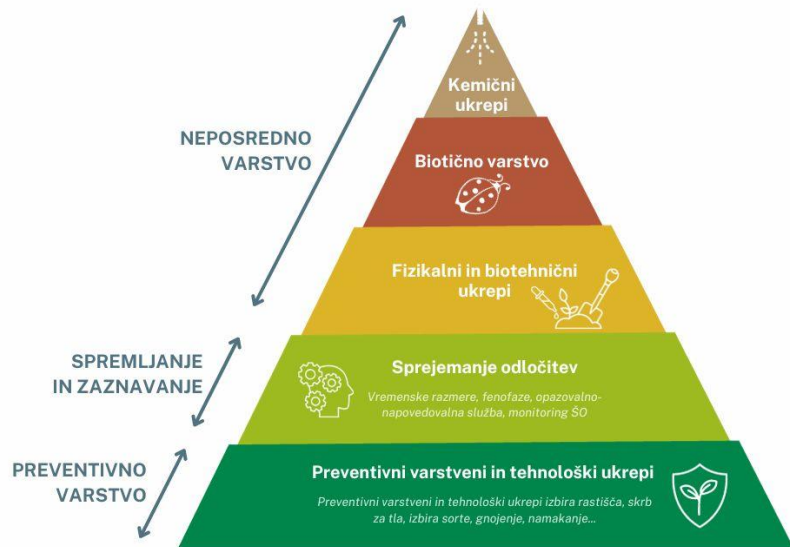 Kemični
ukrepi
NEPOSREDNO
VARSTVO
Biotično varstvo
Fizikalni in biotehnični
ukrepi
SPREMLJANJE
IN ZAZNAVANJE
Sprejemanje odločitev
Vremenske razmere, fenofaze, opazovalno-
napovedovalna služba, monitoring ŠO
PREVENTIVNO
VARSTVO
Preventivni varstveni in tehnološki ukrepi
Preventivni varstveni in tehnološki ukrepi izbira rastišča, skrb
za tla, izbira sorte, gnojenje, namakanje...